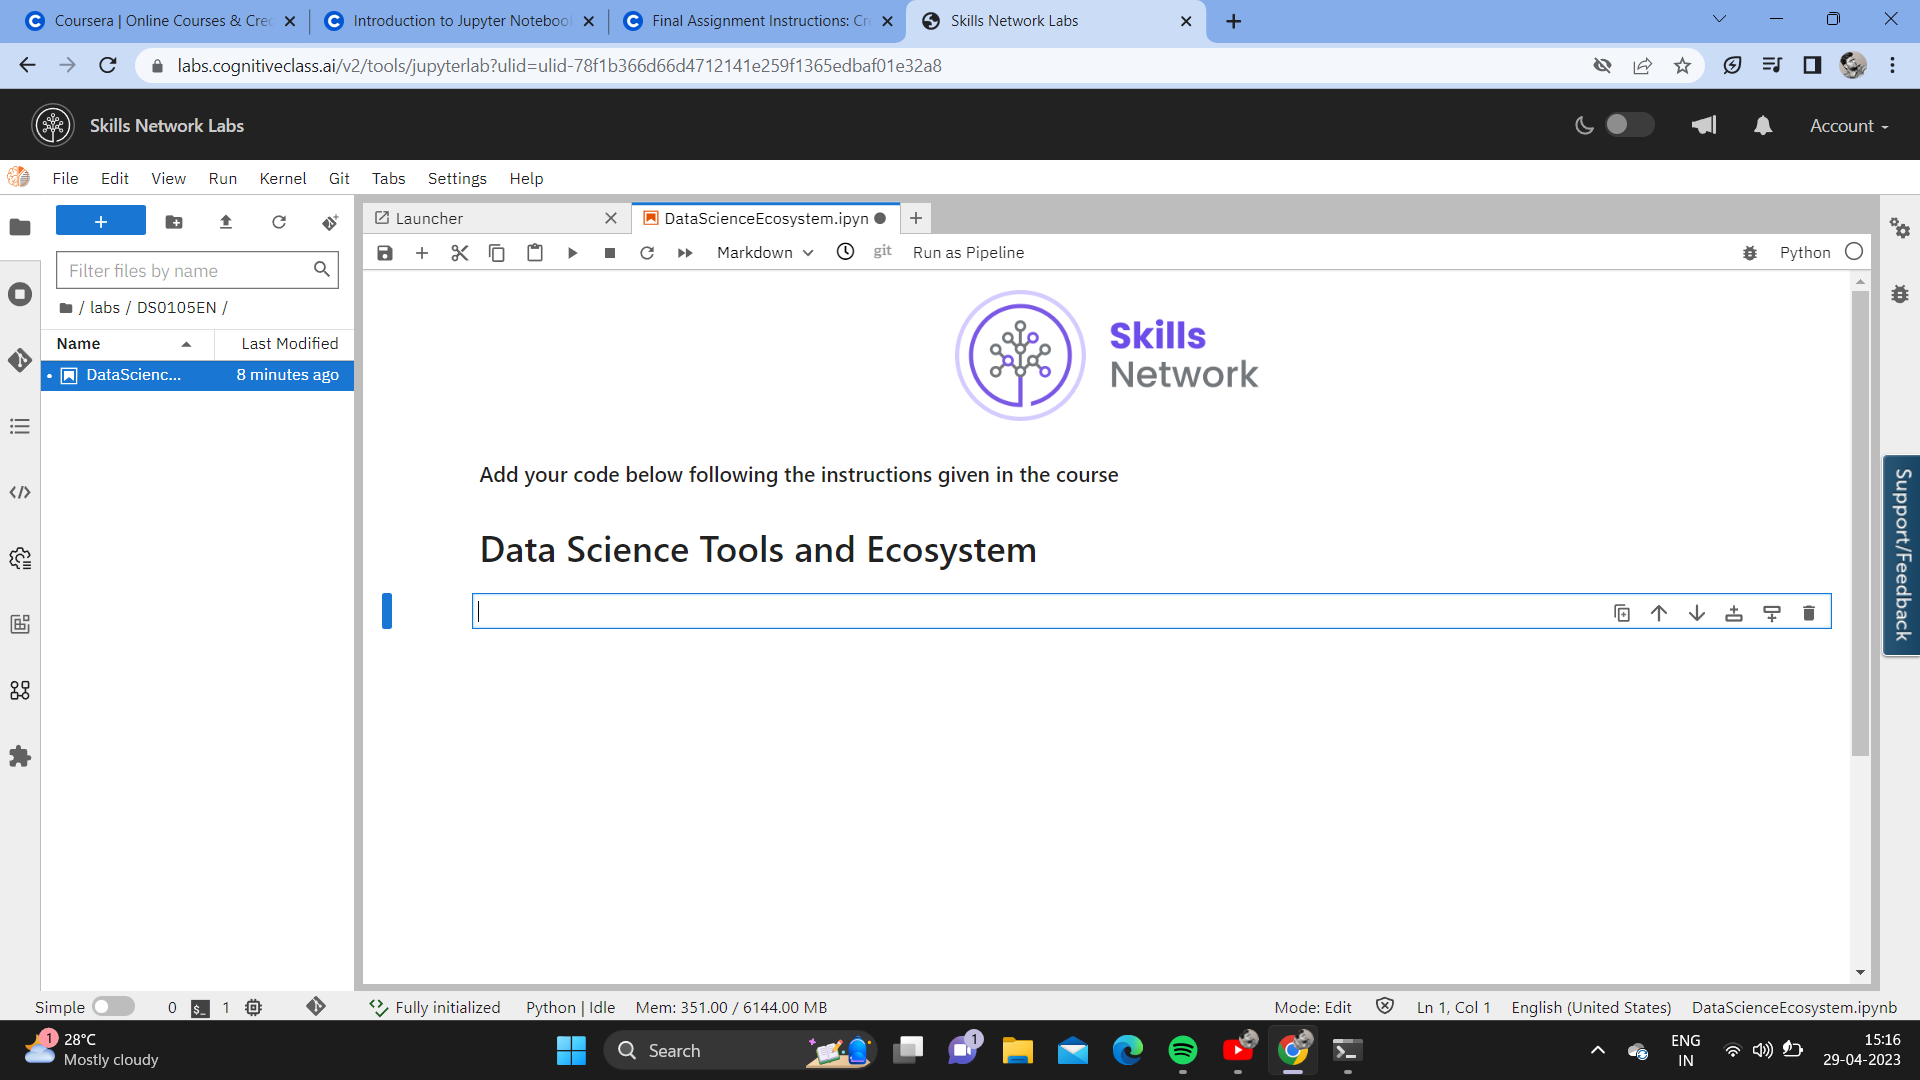 Coursera | Online Courses & Cred
Introduction to Jupyter Notebook
Final Assignment Instructions: Cr
Skills Network Labs
labs.cognitiveclass.ai/v2/tools/jupyterlab?ulid=ulid-78f1b366d66d4712141e259f1365edbaf01e32a8
Skills Network Labs
Account
File Edit View Run Kernel Git Tabs Settings Help
Launcher
DataScienceEcosystem.ipyn
Filter files by name
Markdown
git
Run as Pipeline
Python
/ labs / DS0105EN /
Name
Last Modified
DataScienc...
8 minutes ago
Skills
Network
Add your code below following the instructions given in the course
Data Science Tools and Ecosystem
Support/Feedback
Simple
0
$_
1
Fully initialized
Python | Idle
Mem: 351.00 / 6144.00 MB
Mode: Edit
Ln 1, Col 1
English (United States)
DataScienceEcosystem.ipynb
1
28°C
Mostly cloudy
Search
1
ENG
IN
15:16
29-04-2023